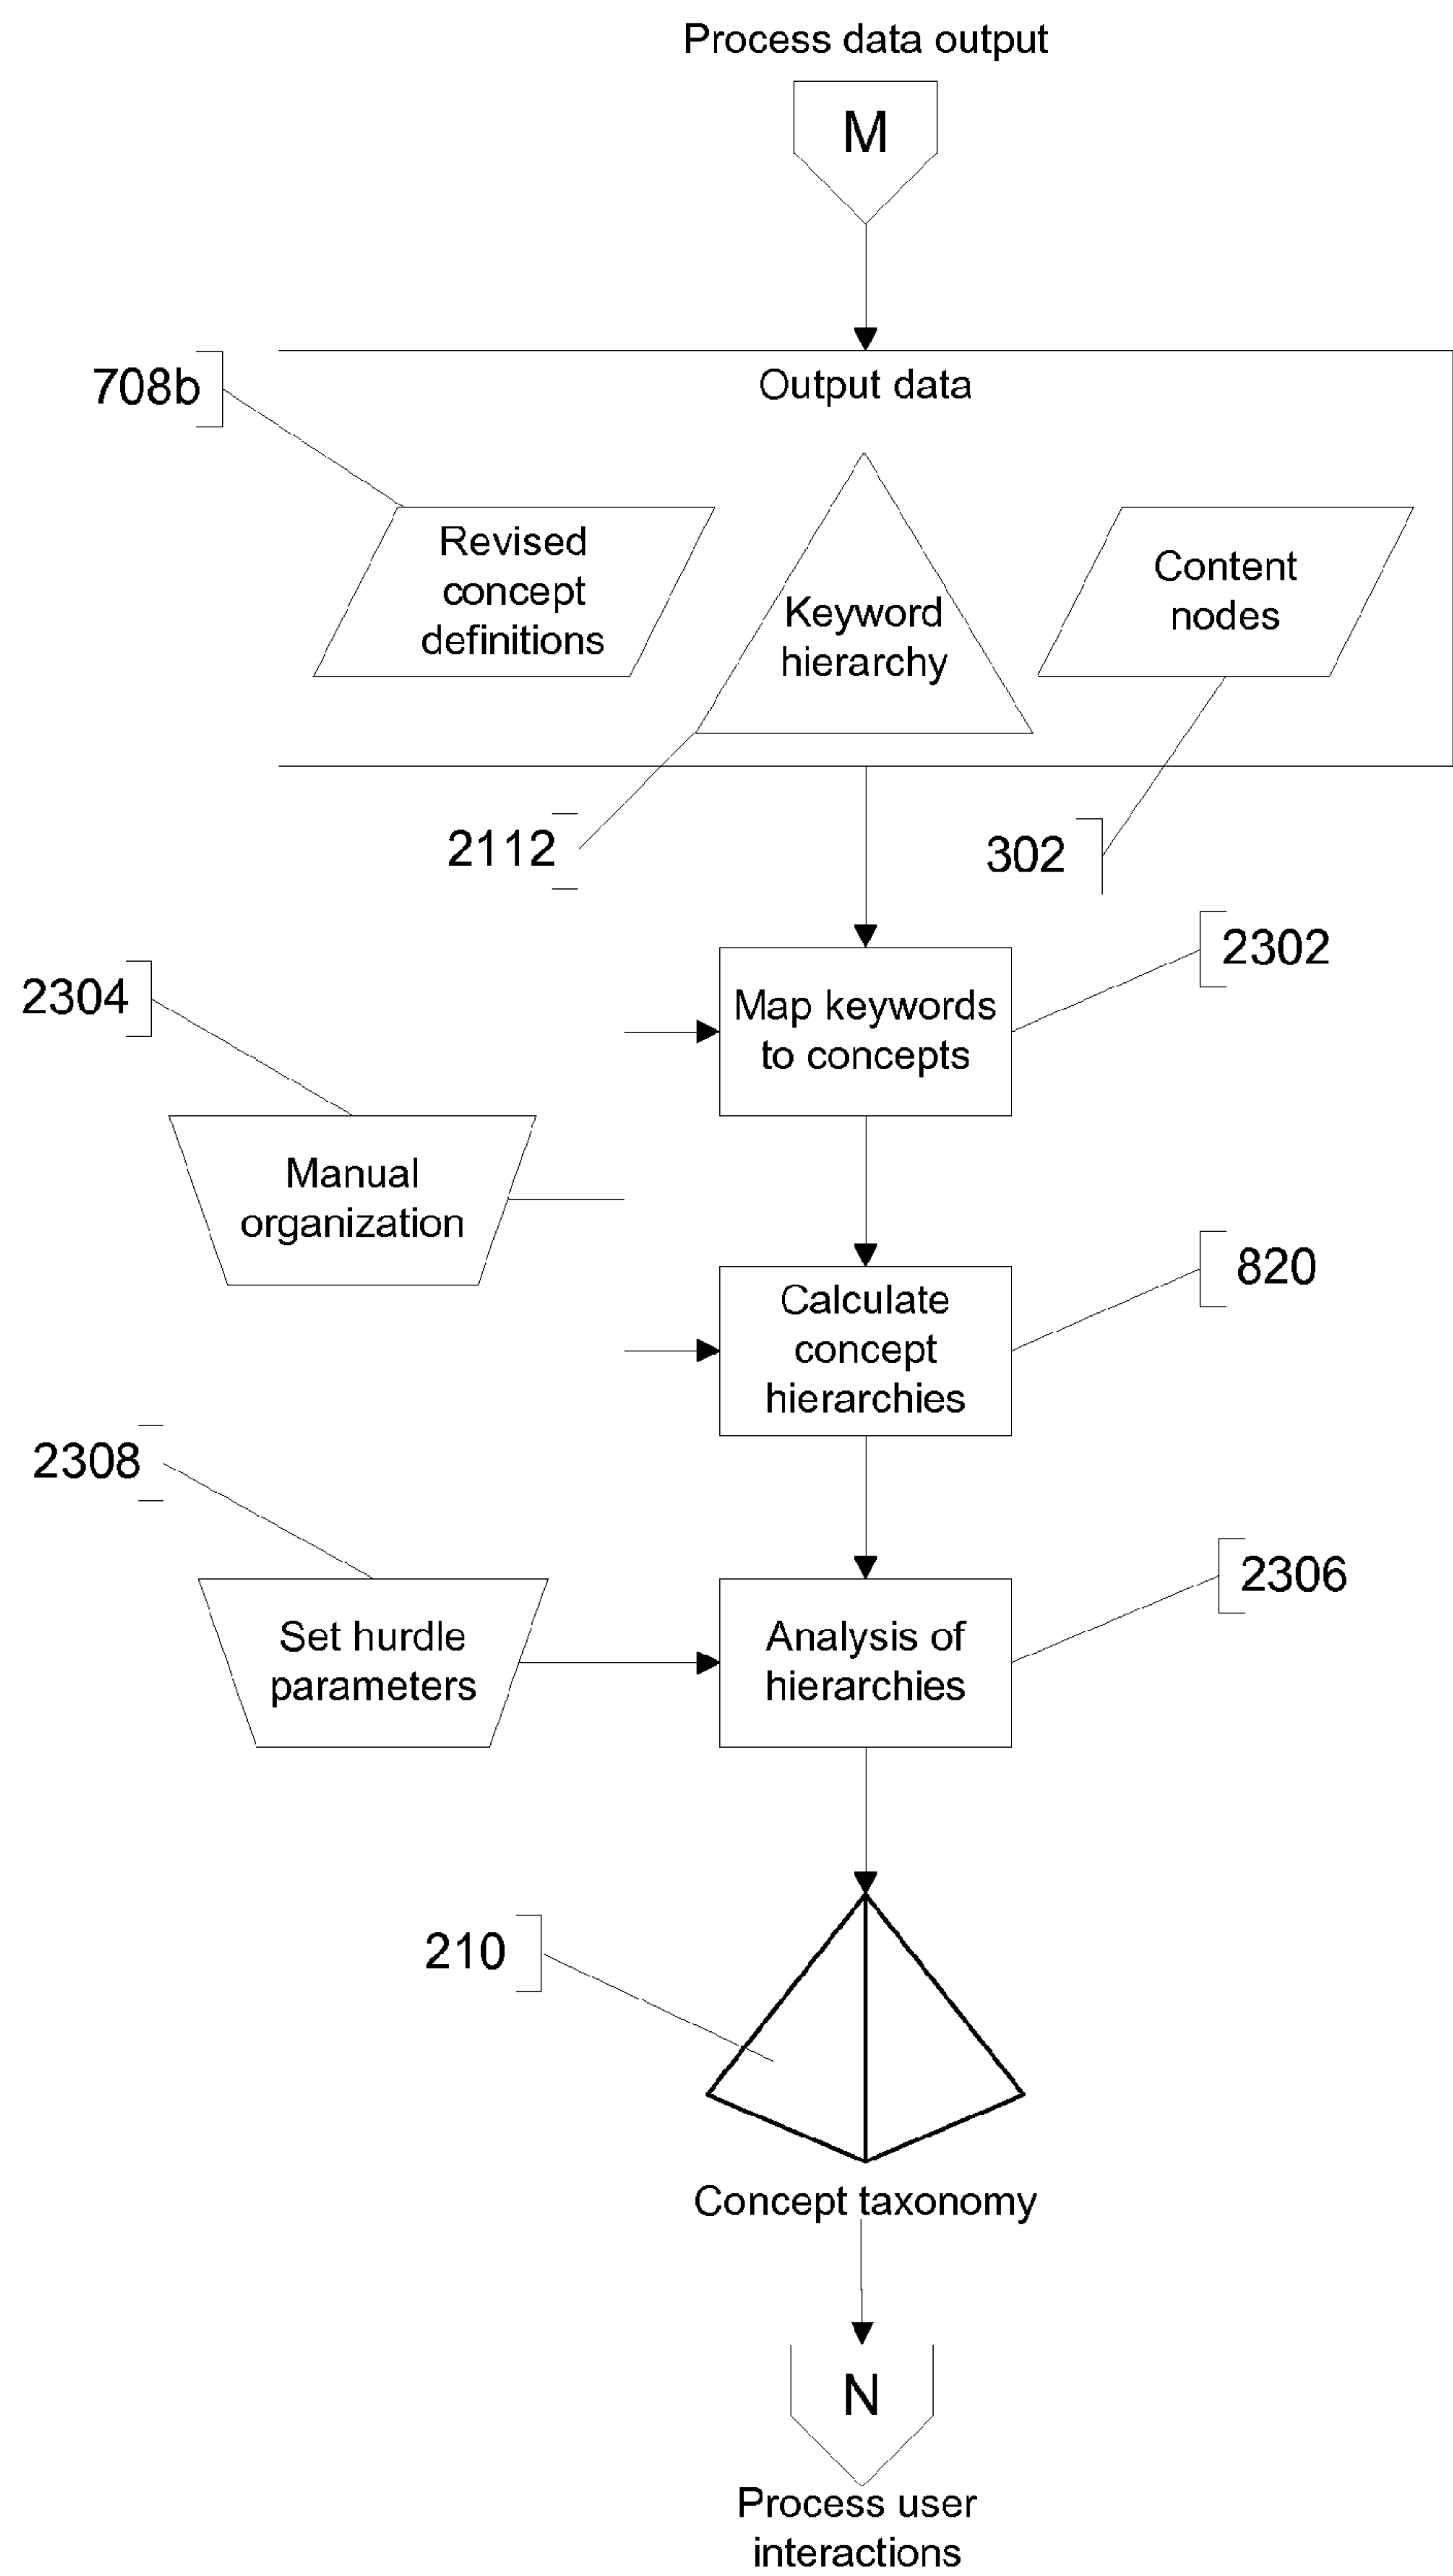 Process data output
M
708b
Output data
Revised
concept
definitions
Keyword
hierarchy
Content
nodes
2112
302
2302
2304
Map keywords
to concepts
Manual
organization
820
Calculate
concept
hierarchies
2308
2306
Set hurdle
parameters
Analysis of
hierarchies
210
Concept taxonomy
N
Process user
interactions